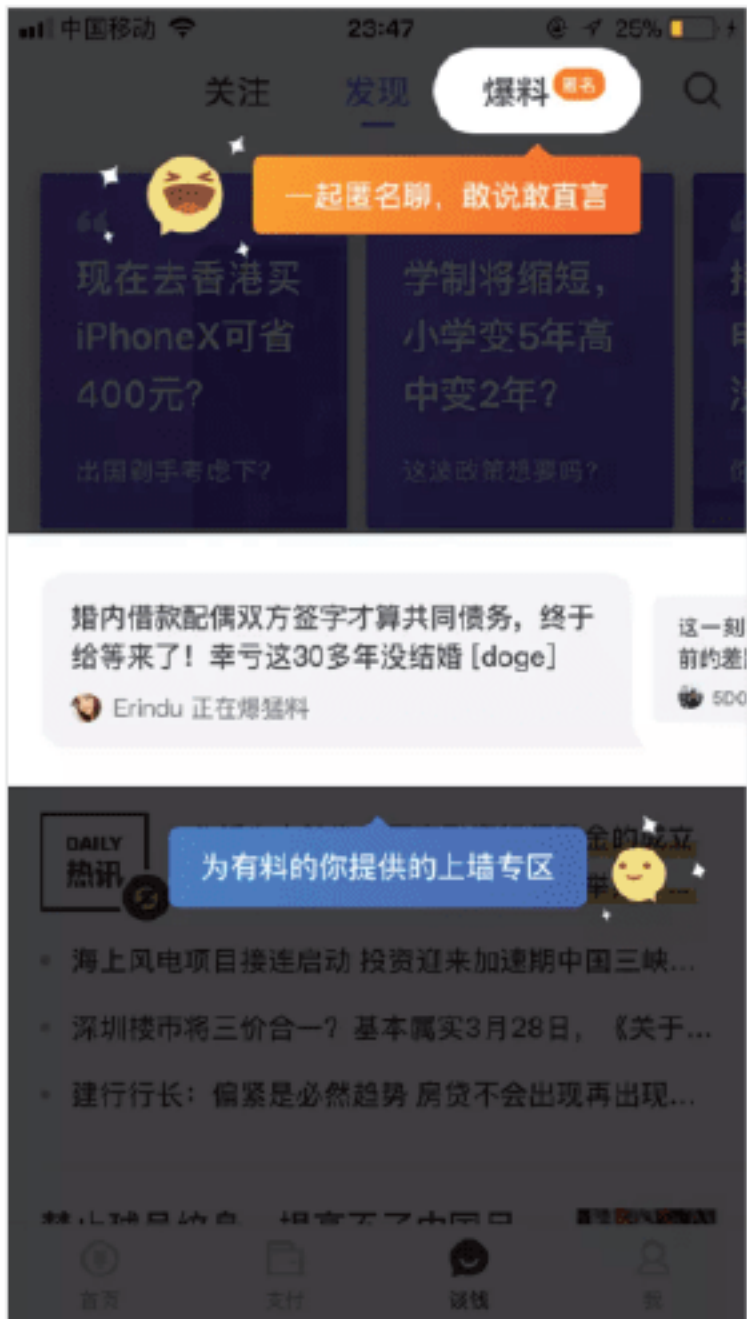 中国移动
23:47
25%
关注
发现
爆料
匿名
一起匿名聊，敢说敢直言
现在去香港买
iPhoneX可省
400元?
出国剁手考虑下?
学制将缩短，
小学变5年高
中变2年?
这波政策想要吗?
婚内借款配偶双方签字才算共同债务，终于
给等来了！幸亏这30多年没结婚 [doge]
Erindu 正在爆猛料
这一刻
前的差
5DO
DAILY
热讯
金的成立
举
为有料的你提供的上墙专区
海上风电项目接连启动 投资迎来加速期中国三峡...
深圳楼市将三价合一？基本属实3月28日，《关于...
建行行长：偏紧是必然趋势 房贷不会出现再出现...
首页
支付
谈钱
我